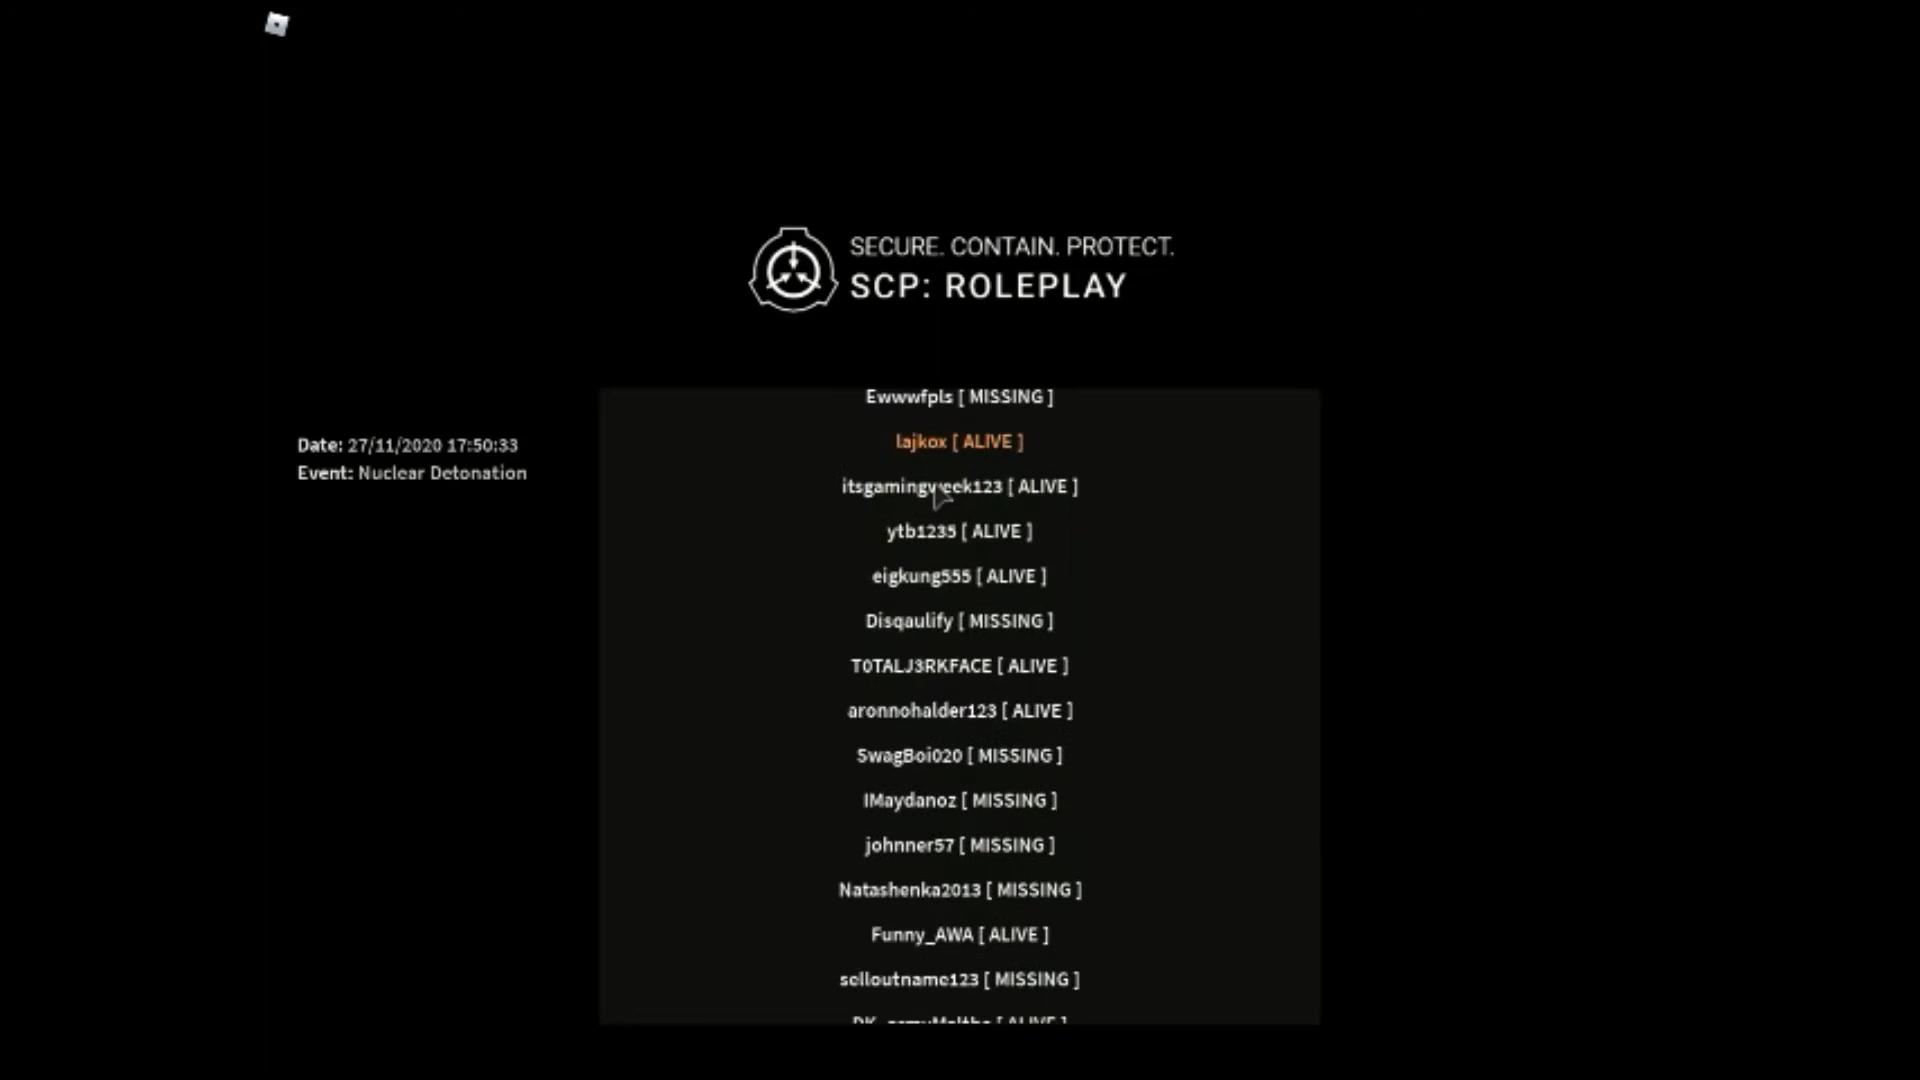 SECURE. CONTAIN. PROTECT.
SCP: ROLEPLAY
Date: 27/11/2020 17:50:33
Event: Nuclear Detonation
Ewwwfpls [ MISSING ]
lajkox [ ALIVE ]
itsgamingweek123 [ ALIVE ]
ytb1235 [ ALIVE ]
eigkung555 [ ALIVE ]
Disqaulify [ MISSING ]
T0TALJ3RKFACE [ ALIVE ]
aronnohalder123 [ ALIVE ]
SwagBoi020 [ MISSING ]
IMaydanoz [ MISSING ]
johnner57 [ MISSING ]
Natashenka2013 [ MISSING ]
Funny_AWA [ ALIVE ]
selloutname123 [ MISSING ]
[ ALIVE ]